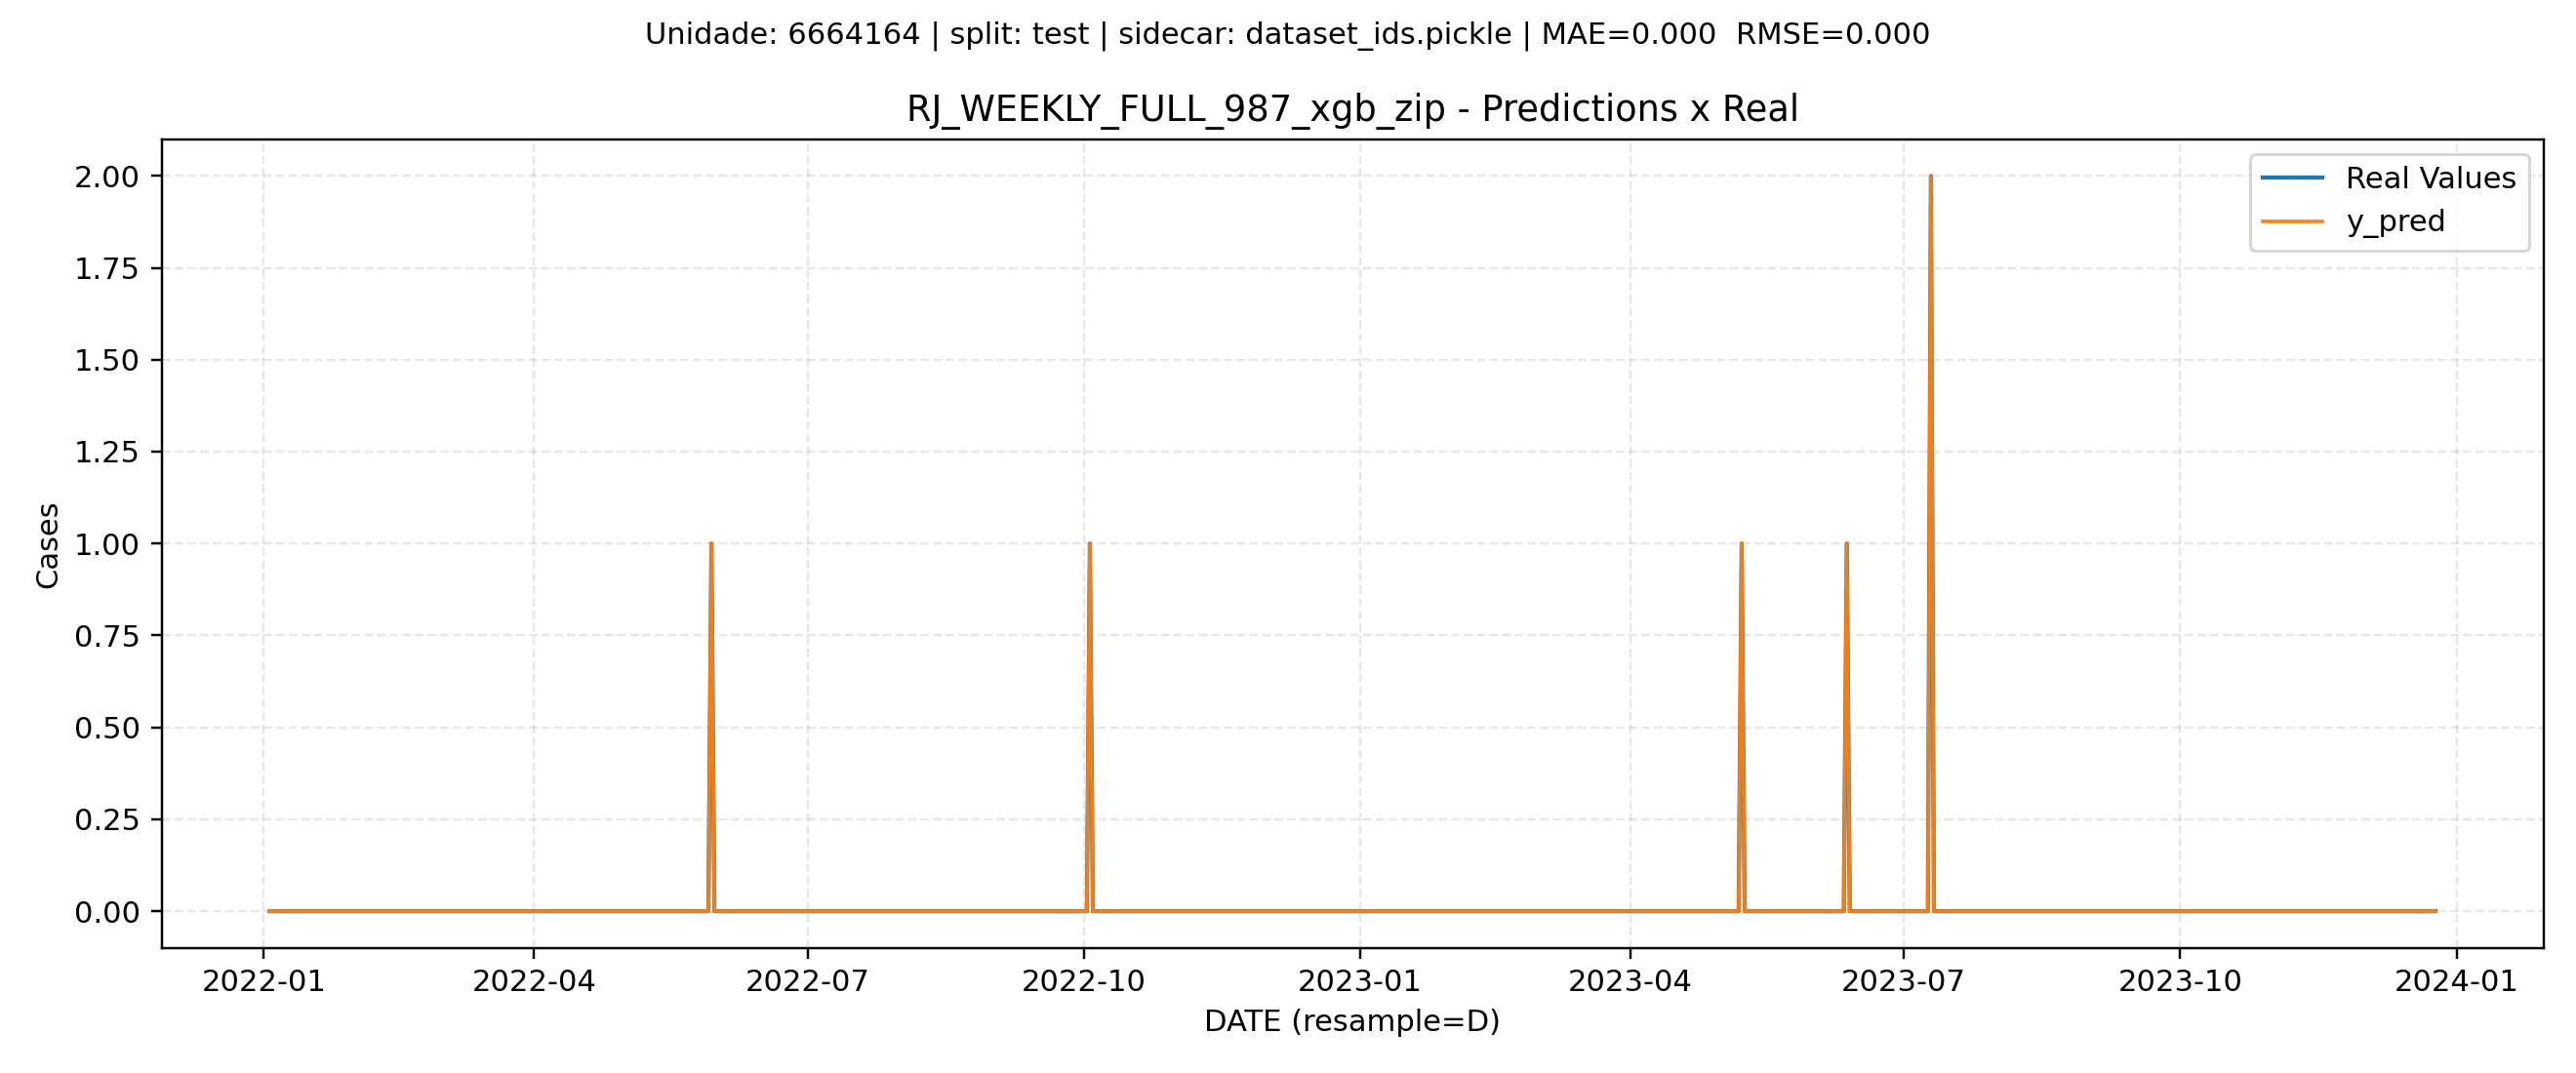 Unidade: 6664164 | split: test | sidecar: dataset_ids.pickle | MAE=0.000  RMSE=0.000
RJ_WEEKLY_FULL_987_xgb_zip - Predictions x Real
Real Values
y_pred
Cases
2.00
1.75
1.50
1.25
1.00
0.75
0.50
0.25
0.00
2022-01 2022-04 2022-07 2022-10 2023-01 2023-04 2023-07 2023-10 2024-01
DATE (resample=D)